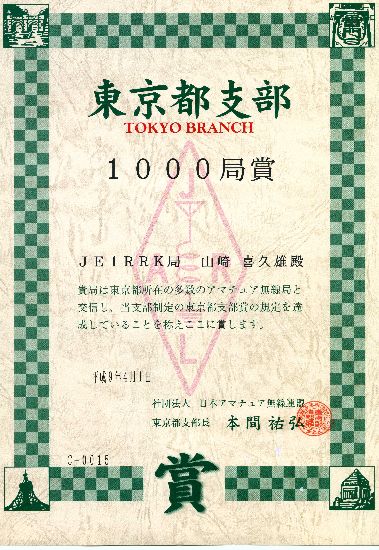 東京都支部
TOKYO BRANCH
1000局賞
JE1RRK局 山崎 喜久雄殿
貴局は東京都所在の多数のアマチュア無線局と
交信し、当支部制定の東京都支部賞の規定を達
成していることを称えここに賞します。
平成9年4月1日
社団法人 日本アマチュア無線連盟
東京都支部長 本間祐弘
C-0015
賞